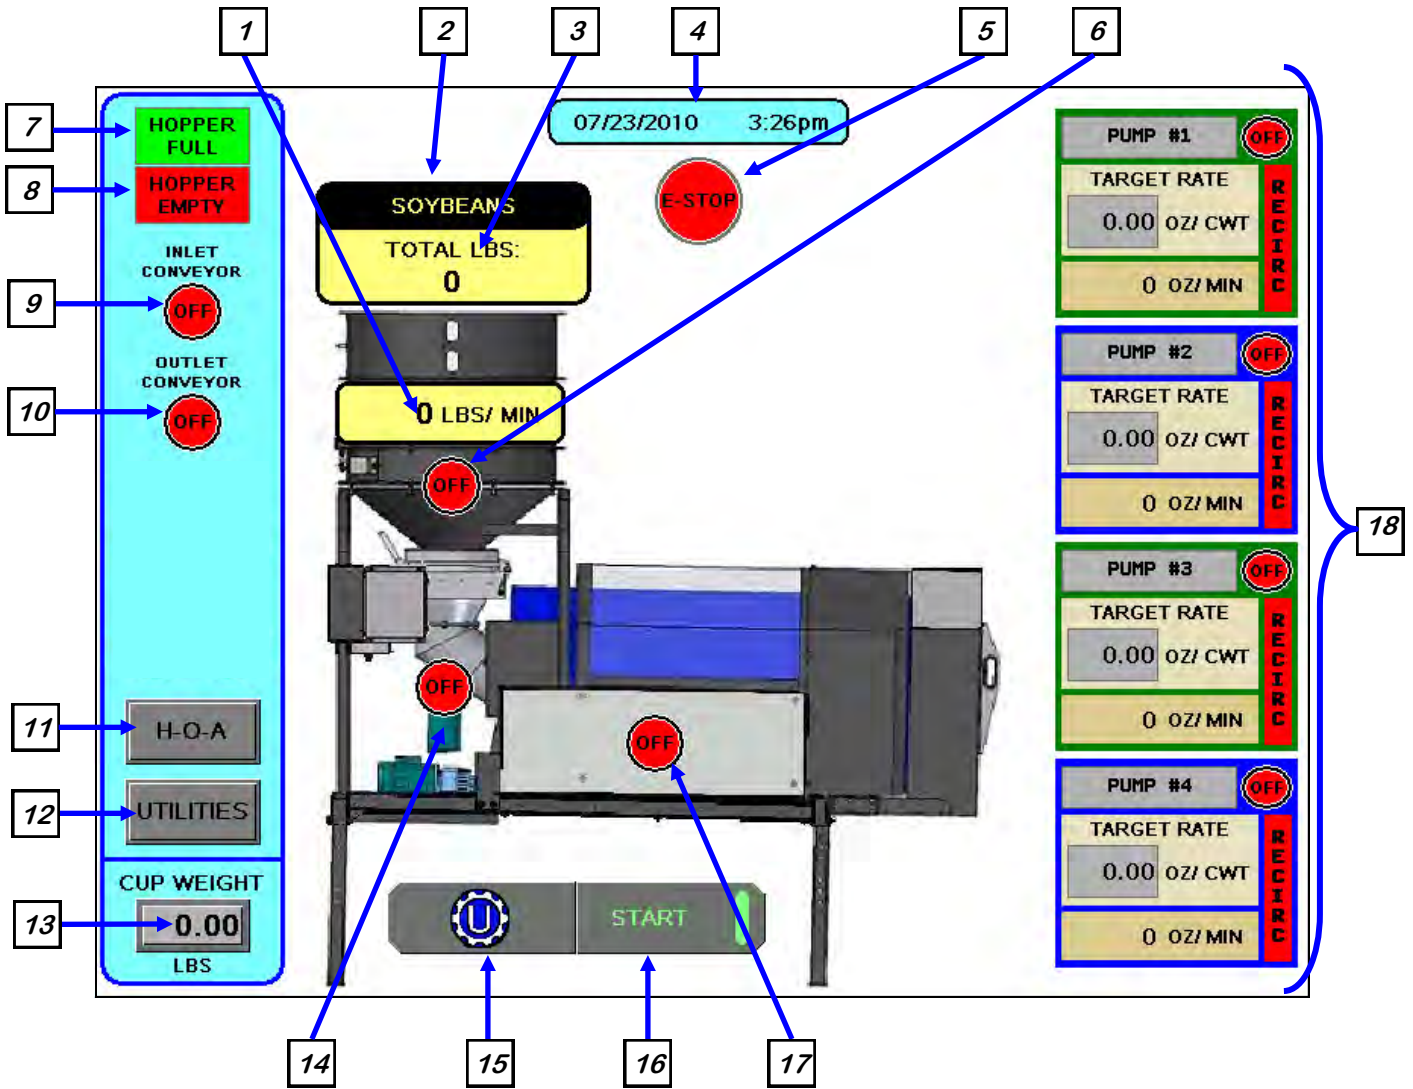 1
2
3
4
5
6
7
8
9
10
11
12
13
14
15
16
17
18
HOPPER
FULL
HOPPER
EMPTY
INLET
CONVEYOR
OFF
OUTLET
CONVEYOR
OFF
H-O-A
UTILITIES
CUP WEIGHT
0.00
LBS
07/23/2010 3:26pm
E-STOP
SOYBEANS
TOTAL LBS:
0
0 LBS/ MIN
OFF
OFF
OFF
U
START
PUMP #1 OFF
TARGET RATE
0.00 OZ/ CWT
0 OZ/ MIN
RECIRC
PUMP #2 OFF
TARGET RATE
0.00 OZ/ CWT
0 OZ/ MIN
RECIRC
PUMP #3 OFF
TARGET RATE
0.00 OZ/ CWT
0 OZ/ MIN
RECIRC
PUMP #4 OFF
TARGET RATE
0.00 OZ/ CWT
0 OZ/ MIN
RECIRC